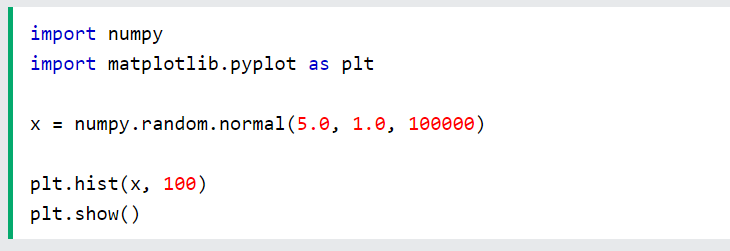 import numpy
import matplotlib.pyplot as plt
x = numpy.random.normal(5.0, 1.0, 100000)
plt.hist(x, 100)
plt.show()